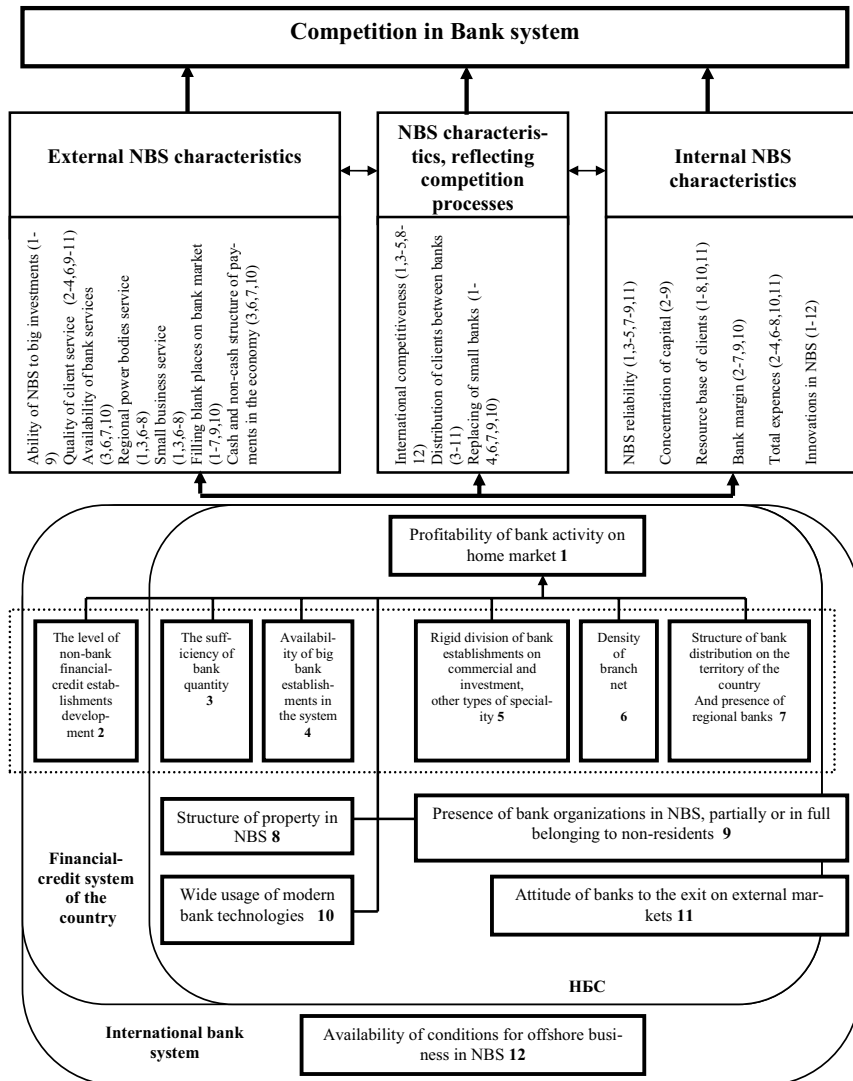 Competition in Bank system
External NBS characteristics
NBS characteris-
tics, reflecting
competition
processes
Internal NBS
characteristics
Ability of NBS to big investments (1-
9)
Quality of client service (2-4,6,9-11)
Availability of bank services
(3,6,7,10)
Regional power bodies service
(1,3,6-8)
Small business service
(1,3,6-8)
Filling blank places on bank market
(1-7,9,10)
Cash and non-cash structure of pay-
ments in the economy (3,6,7,10)
International competitiveness (1,3-5,8-
12)
Distribution of clients between banks
(3-11)
Replacing of small banks (1-
4,6,7,9,10)
NBS reliability (1,3-5,7-9,11)
Concentration of capital (2-9)
Resource base of clients (1-8,10,11)
Bank margin (2-7,9,10)
Total expences (2-4,6-8,10,11)
Innovations in NBS (1-12)
Profitability of bank activity on
home market 1
The level of
non-bank
financial-
credit estab-
lishments
develop-
ment 2
The suffi-
ciency of
bank
quantity
3
Availabil-
ity of big
bank
establish-
ments in
the system
4
Rigid division of bank
establishments on
commercial and
investment,
other types of special-
ity 5
Density
of
branch
net
6
Structure of bank
distribution on the
territory of the
country
And presence of
regional banks 7
Structure of property in
NBS 8
Presence of bank organizations in NBS, partially or in full
belonging to non-residents 9
Financial-
credit system
of the
country
Wide usage of modern
bank technologies 10
Attitude of banks to the exit on external mar-
kets 11
НБС
International bank
system
Availability of conditions for offshore busi-
ness in NBS 12